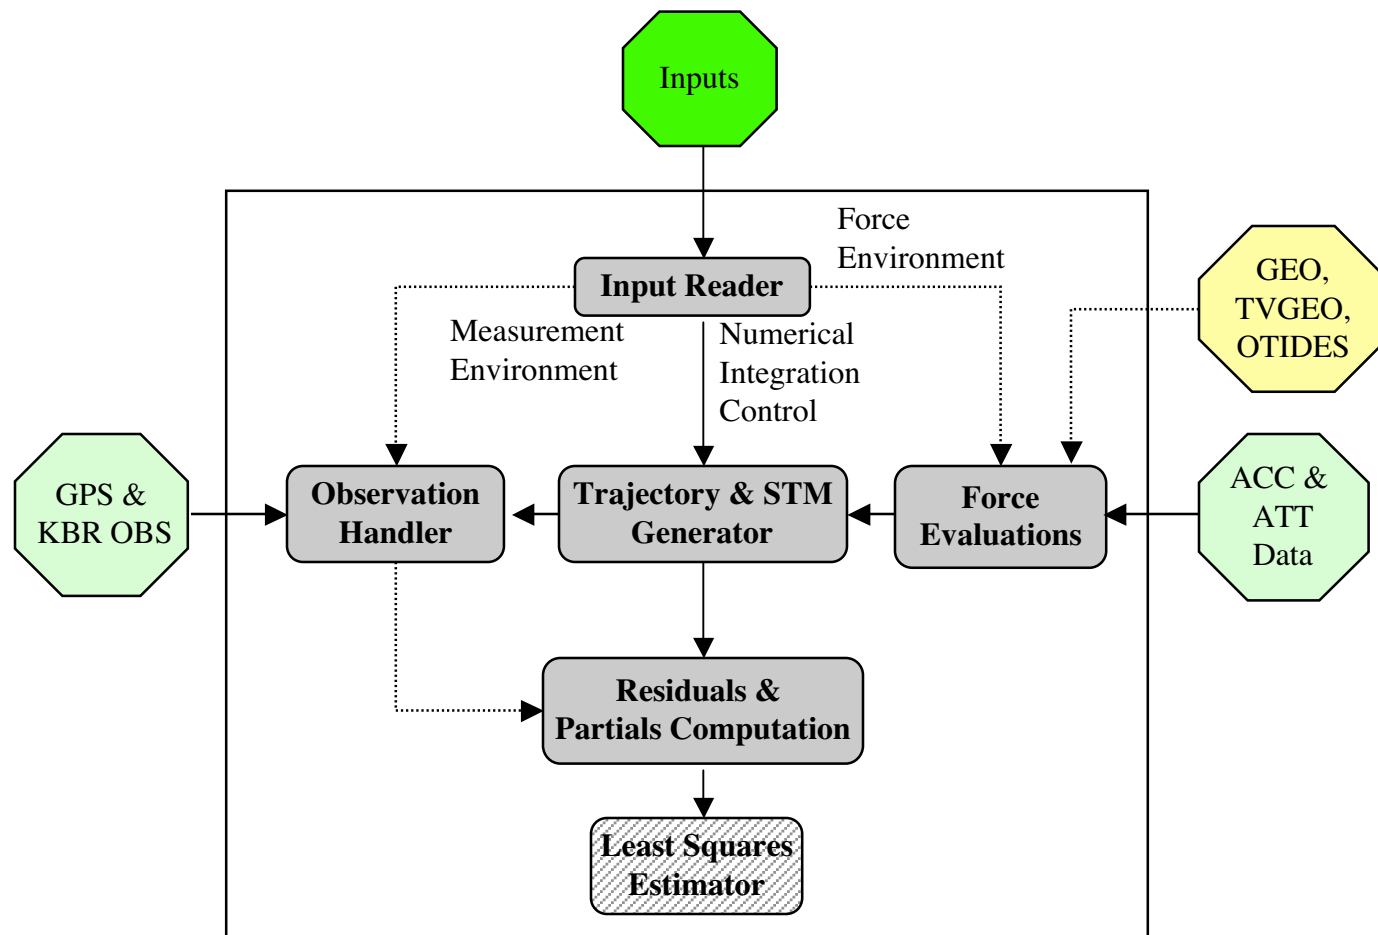 Inputs
Force
Environment
Input Reader
GEO,
TVGEO,
OTIDES
Measurement
Environment
Numerical
Integration
Control
GPS &
KBR OBS
Observation
Handler
Trajectory & STM
Generator
Force
Evaluations
ACC &
ATT
Data
Residuals &
Partials Computation
Least Squares
Estimator